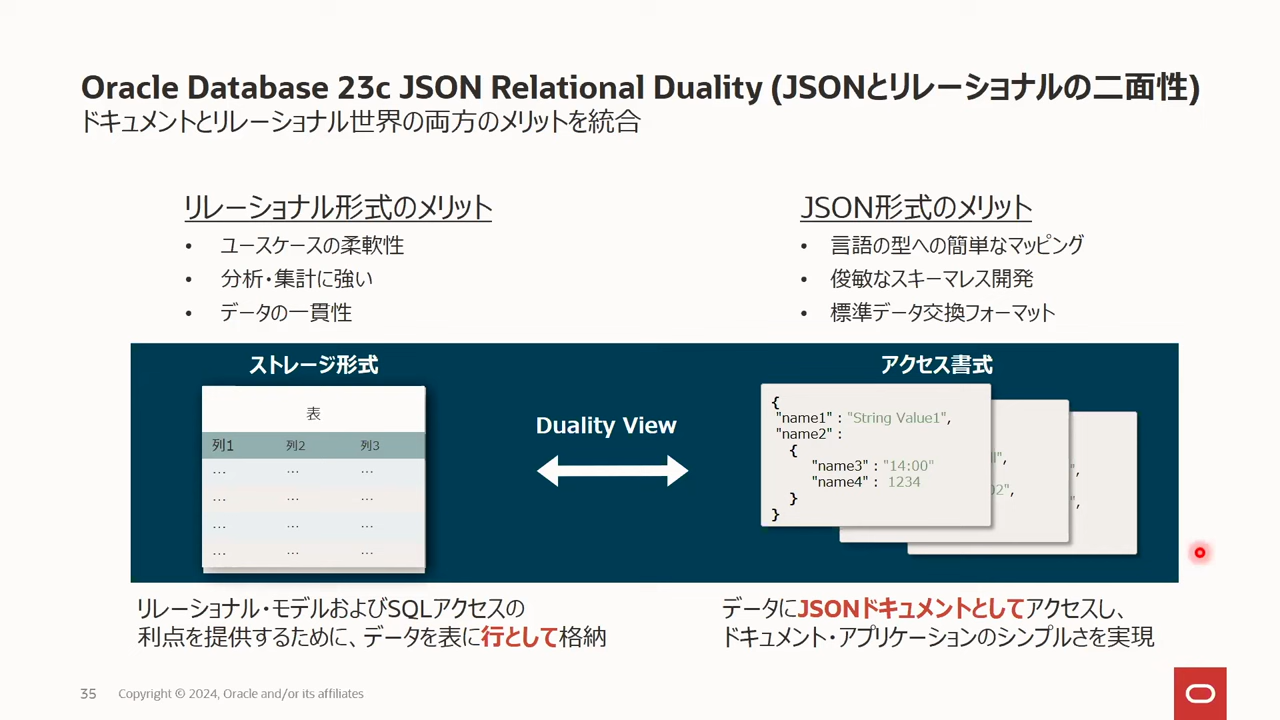 Oracle Database 23c JSON Relational Duality (JSONとリレーショナルの二面性)
ドキュメントとリレーショナル世界の両方のメリットを統合
リレーショナル形式のメリット
• ユースケースの柔軟性
• 分析・集計に強い
• データの一貫性
JSON形式のメリット
• 言語の型への簡単なマッピング
• 俊敏なスキーマレス開発
• 標準データ交換フォーマット
ストレージ形式
表
列1 列2 列3
... ... ...
... ... ...
... ... ...
... ... ...
Duality View
アクセス書式
{
"name1" : "String Value1",
"name2" :
{
"name3" : "14:00"
"name4" : 1234
}
}
リレーショナル・モデルおよびSQLアクセスの
利点を提供するために、データを表に行として格納
データにJSONドキュメントとしてアクセスし、
ドキュメント・アプリケーションのシンプルさを実現
35 Copyright © 2024, Oracle and/or its affiliates